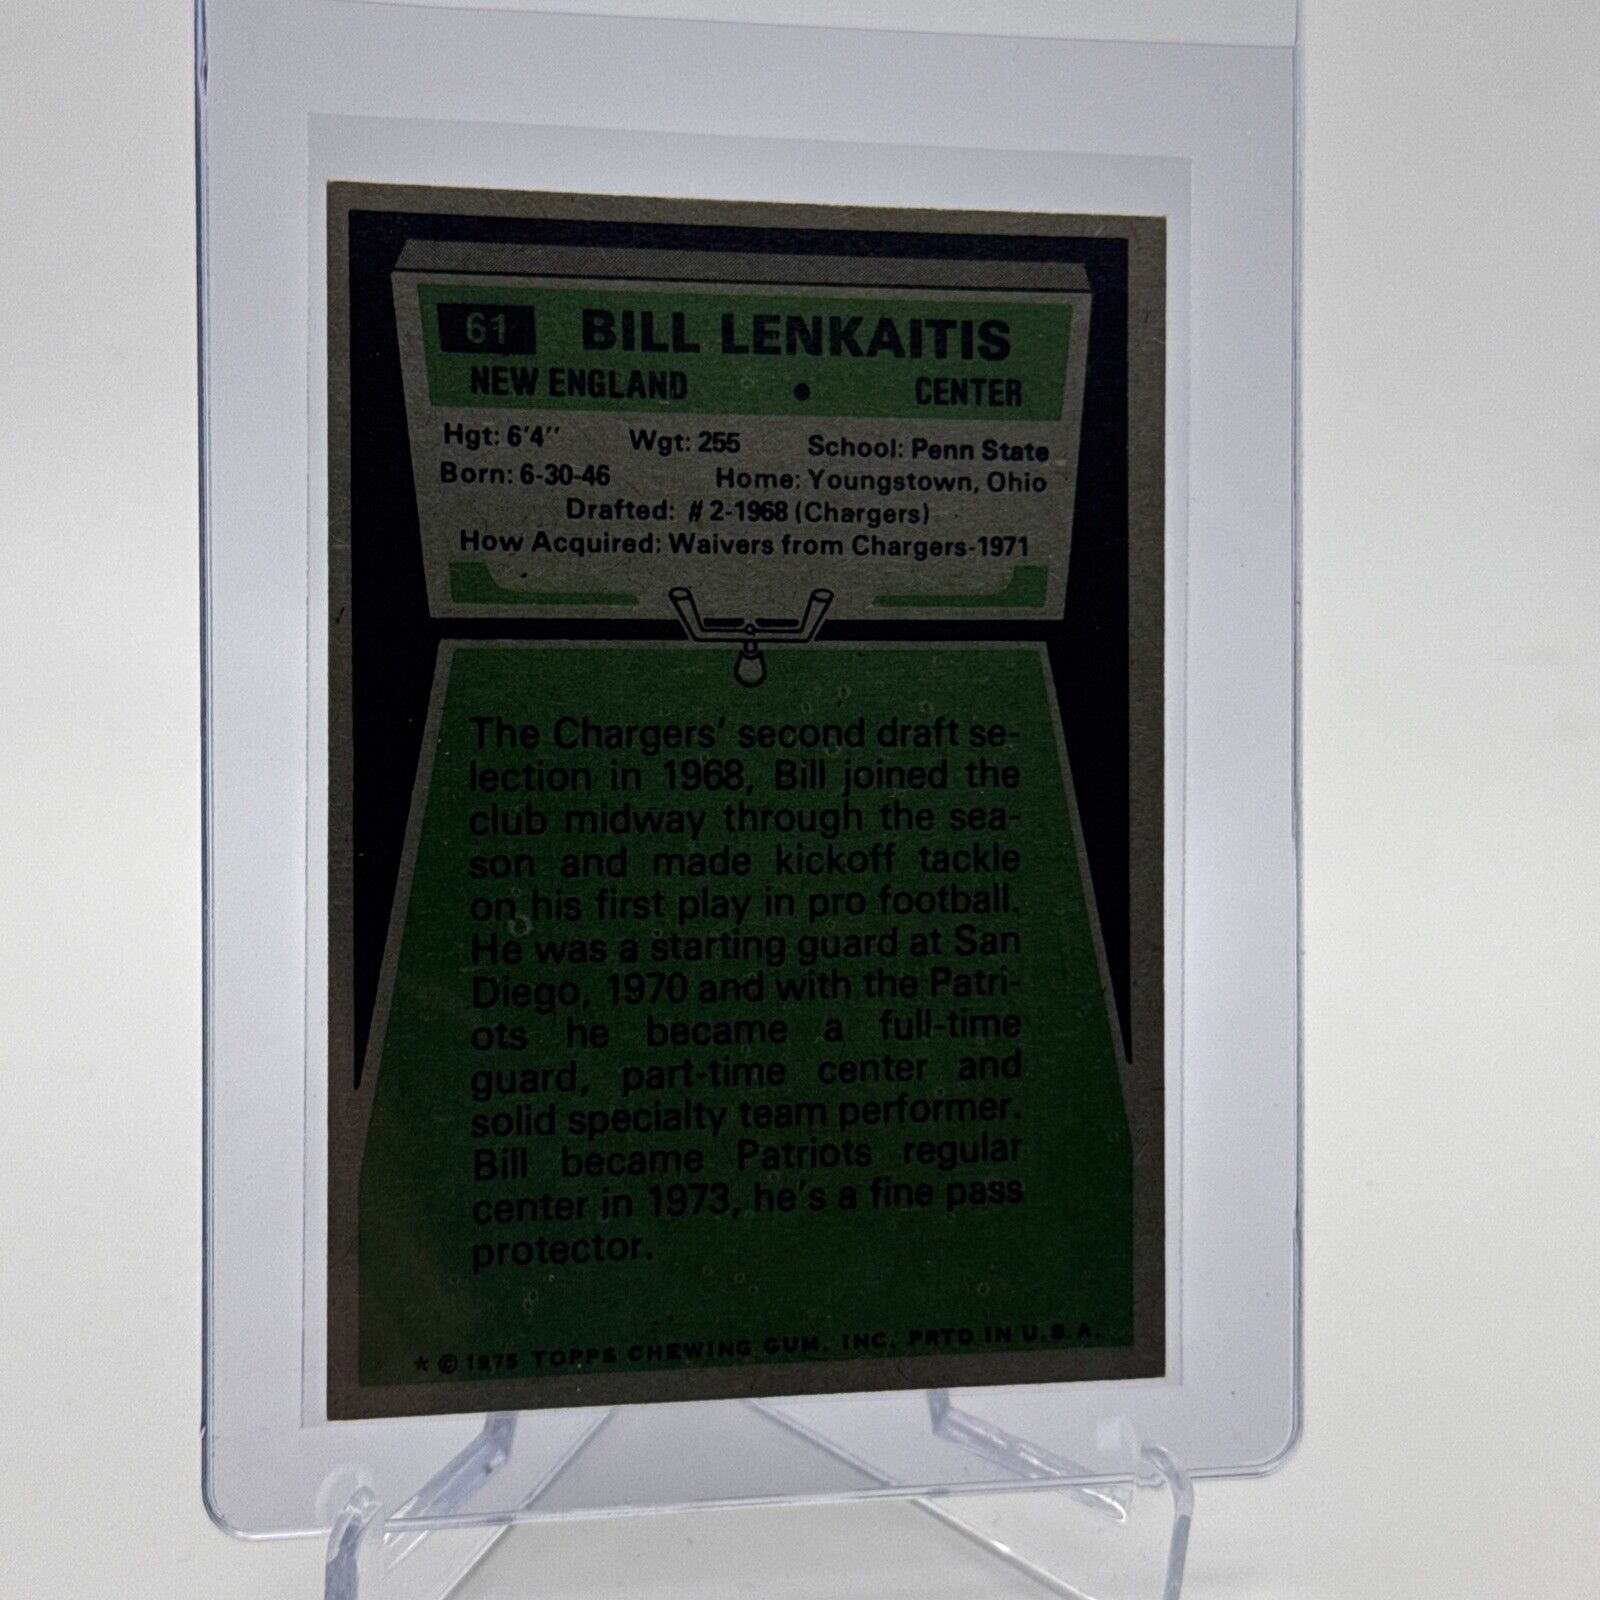 61 BILL LENKAITIS
NEW ENGLAND • CENTER
Hgt: 6'4'' Wgt: 255 School: Penn State
Born: 6-30-46 Home: Youngstown, Ohio
Drafted: # 2-1968 (Chargers)
How Acquired: Waivers from Chargers-1971
The Chargers' second draft se-
lection in 1968, Bill joined the
club midway through the sea-
son and made kickoff tackle
on his first play in pro football.
He was a starting guard at San
Diego, 1970 and with the Patri-
ots he became a full-time
guard, part-time center and
solid specialty team performer.
Bill became Patriots regular
center in 1973, he's a fine pass
protector.
* © 1975 TOPPS CHEWING GUM, INC. PRTD IN U.S.A.